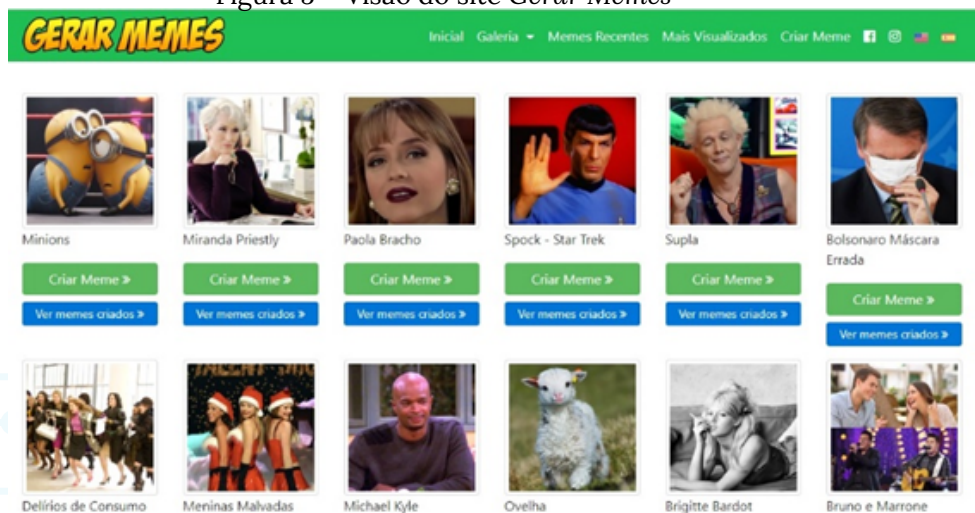 Figura 3 – Visão do site Gerar Memes
GERAR MEMES
Inicial Galeria Memes Recentes Mais Visualizados Criar Meme
Minions Miranda Priestly Paola Bracho Spock - Star Trek Supla Bolsonaro Máscara
Errada
Criar Meme » Criar Meme » Criar Meme » Criar Meme » Criar Meme » Criar Meme »
Ver memes criados » Ver memes criados » Ver memes criados » Ver memes criados » Ver memes criados » Ver memes criados »
Delírios de Consumo Meninas Malvadas Michael Kyle Ovelha Brigitte Bardot Bruno e Marrone